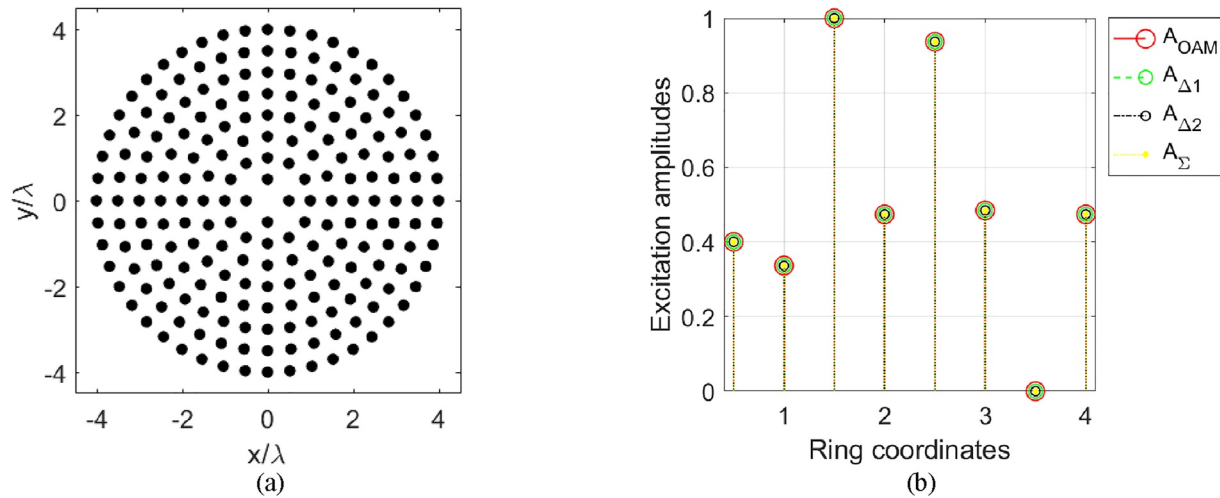 4
2
0
-2
-4
y/λ
-4 -2 0 2 4
x/λ
(a)
1
0.8
0.6
0.4
0.2
0
Excitation amplitudes
1 2 3 4
Ring coordinates
(b)
A_OAM
A_Δ1
A_Δ2
A_Σ